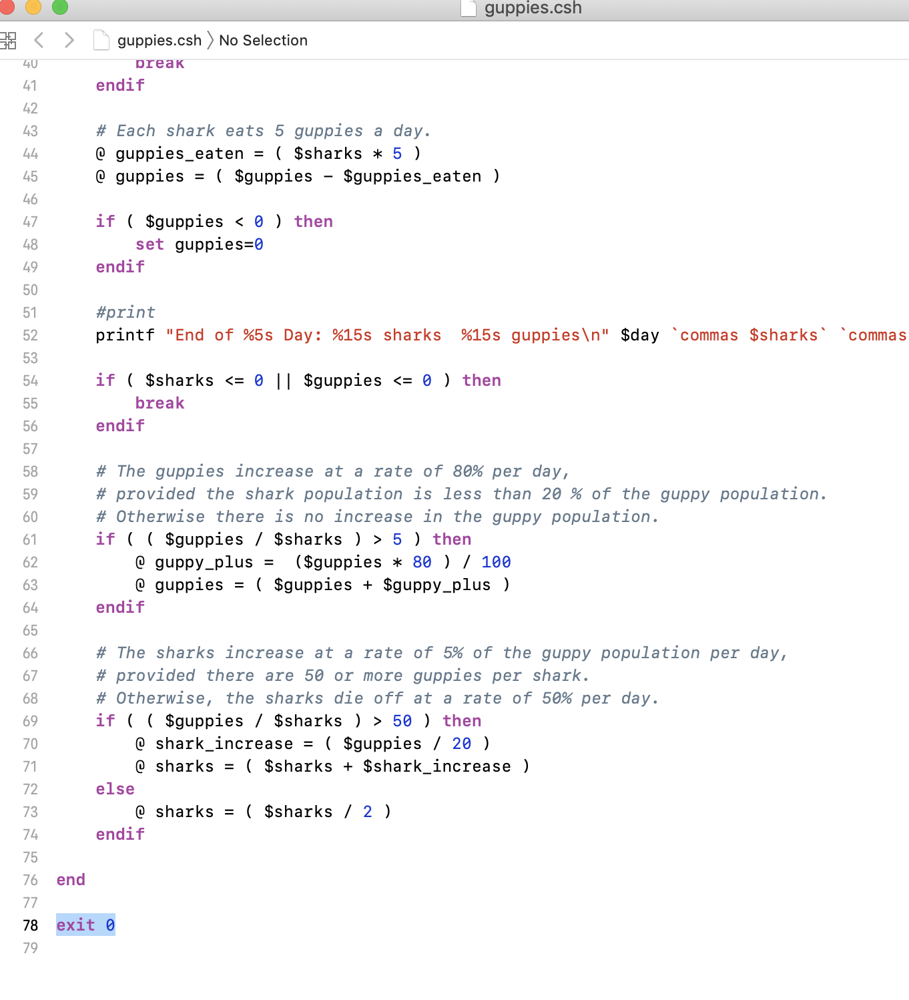 guppies.csh
guppies.csh 〉 No Selection
40 break
41 endif
42
43 # Each shark eats 5 guppies a day.
44 @ guppies_eaten = ( $sharks * 5 )
45 @ guppies = ( $guppies - $guppies_eaten )
46
47 if ( $guppies < 0 ) then
48 set guppies=0
49 endif
50
51 #print
52 printf "End of %5s Day: %15s sharks  %15s guppies\n" $day `commas $sharks` `commas
53
54 if ( $sharks <= 0 || $guppies <= 0 ) then
55 break
56 endif
57
58 # The guppies increase at a rate of 80% per day,
59 # provided the shark population is less than 20 % of the guppy population.
60 # Otherwise there is no increase in the guppy population.
61 if ( ( $guppies / $sharks ) > 5 ) then
62 @ guppy_plus =  ($guppies * 80 ) / 100
63 @ guppies = ( $guppies + $guppy_plus )
64 endif
65
66 # The sharks increase at a rate of 5% of the guppy population per day,
67 # provided there are 50 or more guppies per shark.
68 # Otherwise, the sharks die off at a rate of 50% per day.
69 if ( ( $guppies / $sharks ) > 50 ) then
70 @ shark_increase = ( $guppies / 20 )
71 @ sharks = ( $sharks + $shark_increase )
72 else
73 @ sharks = ( $sharks / 2 )
74 endif
75
76 end
77
78 exit 0
79